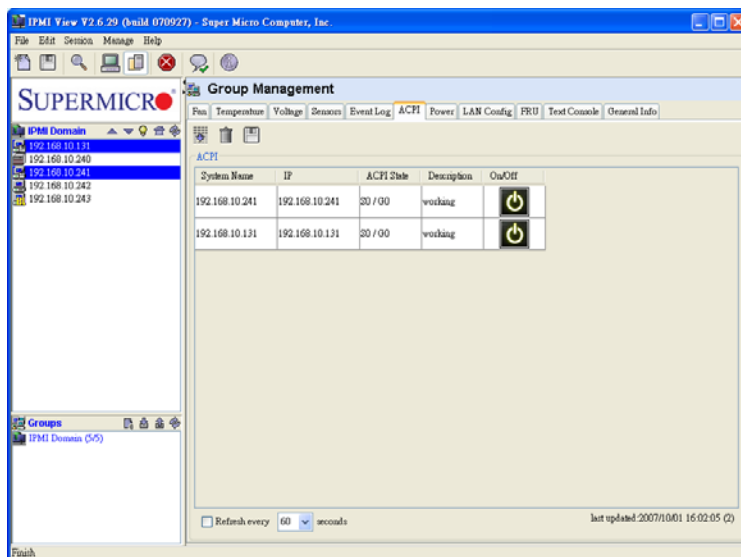 IPMI View V2.6.29 (build 070927) - Super Micro Computer, Inc.
File Edit Session Manage Help
SUPERMICRO
Group Management
Fan Temperature Voltage Sensors Event Log ACPI Power LAN Config FRU Text Console General Info
IPMI Domain
192.168.10.131
192.168.10.240
192.168.10.241
192.168.10.242
192.168.10.243
ACPI
System Name IP ACPI State Description On/Off
192.168.10.241 192.168.10.241 S0 / G0 working
192.168.10.131 192.168.10.131 S0 / G0 working
Groups
IPMI Domain (5/5)
Refresh every 60 seconds
last updated:2007/10/01 16:02:05 (2)
Finish